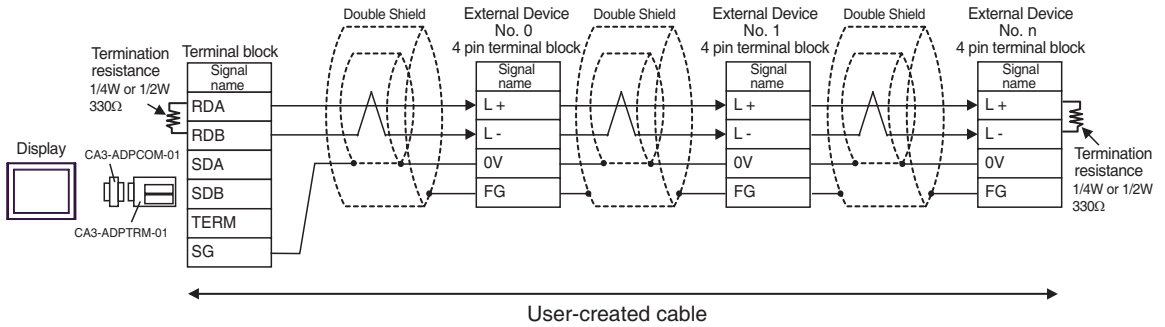 Double Shield
External Device
No. 0
4 pin terminal block
Double Shield
External Device
No. 1
4 pin terminal block
Double Shield
External Device
No. n
4 pin terminal block
Termination
resistance
1/4W or 1/2W
330Ω
Terminal block
Signal
name
RDA
RDB
SDA
SDB
TERM
SG
Signal
name
L +
L -
0V
FG
Signal
name
L +
L -
0V
FG
Signal
name
L +
L -
0V
FG
Termination
resistance
1/4W or 1/2W
330Ω
Display
CA3-ADPCOM-01
CA3-ADPTRM-01
User-created cable